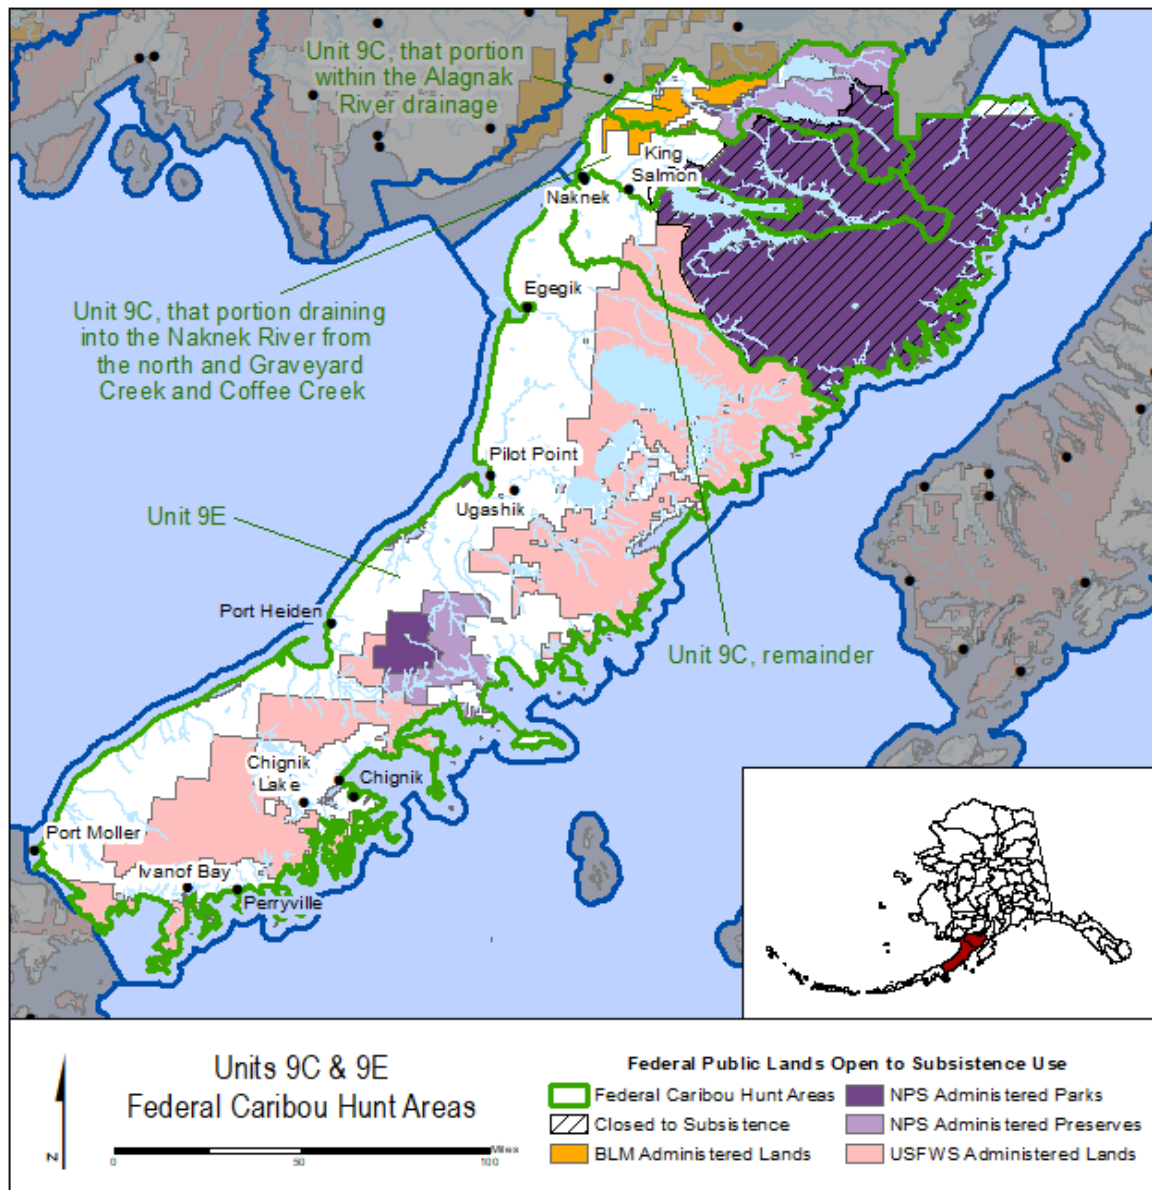 Unit 9C, that portion
within the Alagnak
River drainage
King
Salmon
Naknek
Egegik
Unit 9C, that portion draining
into the Naknek River from
the north and Graveyard
Creek and Coffee Creek
Pilot Point
Ugashik
Unit 9E
Port Heiden
Unit 9C, remainder
Chignik
Lake
Chignik
Port Moller
Ivanof Bay
Perryville
Units 9C & 9E
Federal Caribou Hunt Areas
N
0
50
100
Miles
Federal Public Lands Open to Subsistence Use
Federal Caribou Hunt Areas
Closed to Subsistence
BLM Administered Lands
NPS Administered Parks
NPS Administered Preserves
USFWS Administered Lands